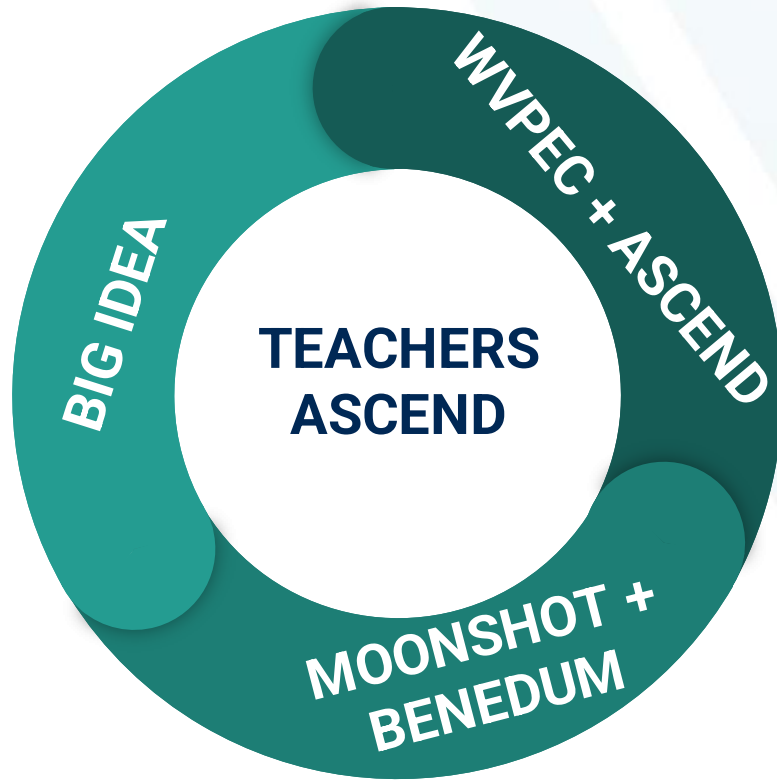 WVPEC + ASCEND
BIG IDEA
TEACHERS
ASCEND
MOONSHOT +
BENEDUM